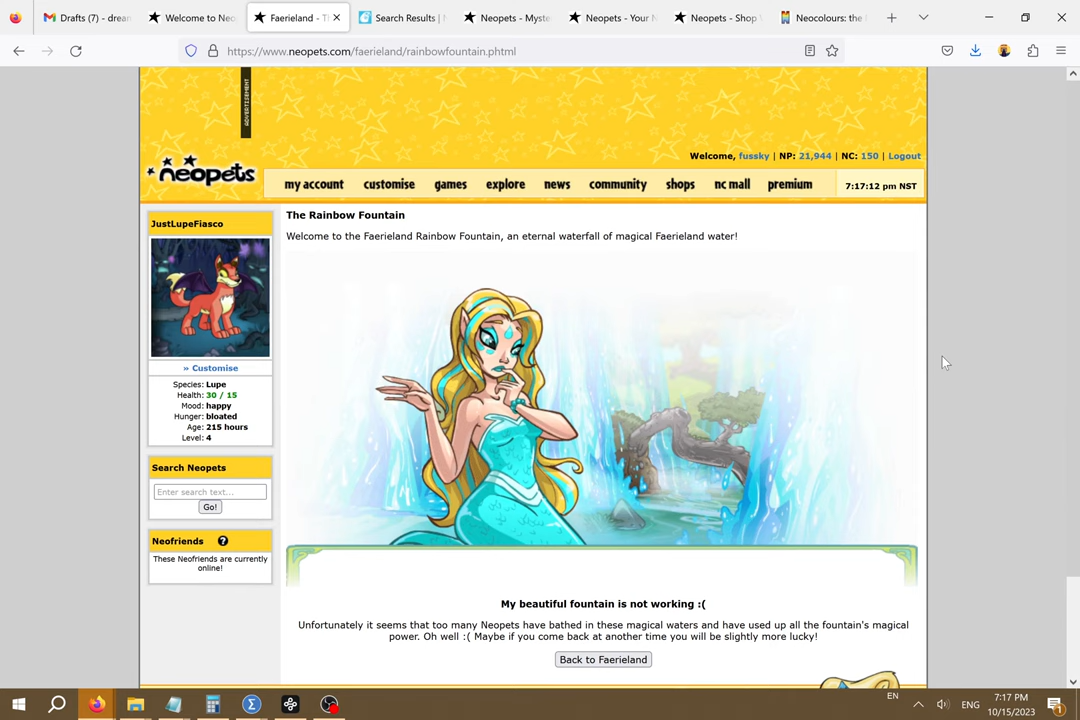 Drafts (7) - drean
Welcome to Neo
Faerieland - Th
Search Results | N
Neopets - Myste
Neopets - Your N
Neopets - Shop
Neocolours: the
https://www.neopets.com/faerieland/rainbowfountain.phtml
ADVERTISEMENT
Welcome, fussky | NP: 21,944 | NC: 150 | Logout
neopets
my account customise games explore news community shops nc mall premium 7:17:12 pm NST
JustLupeFiasco
» Customise
Species: Lupe
Health: 30 / 15
Mood: happy
Hunger: bloated
Age: 215 hours
Level: 4
Search Neopets
Enter search text...
Go!
Neofriends ?
These Neofriends are currently
online!
The Rainbow Fountain
Welcome to the Faerieland Rainbow Fountain, an eternal waterfall of magical Faerieland water!
My beautiful fountain is not working :(
Unfortunately it seems that too many Neopets have bathed in these magical waters and have used up all the fountain's magical
power. Oh well :( Maybe if you come back at another time you will be slightly more lucky!
Back to Faerieland
EN
ENG
7:17 PM
10/15/2023
1